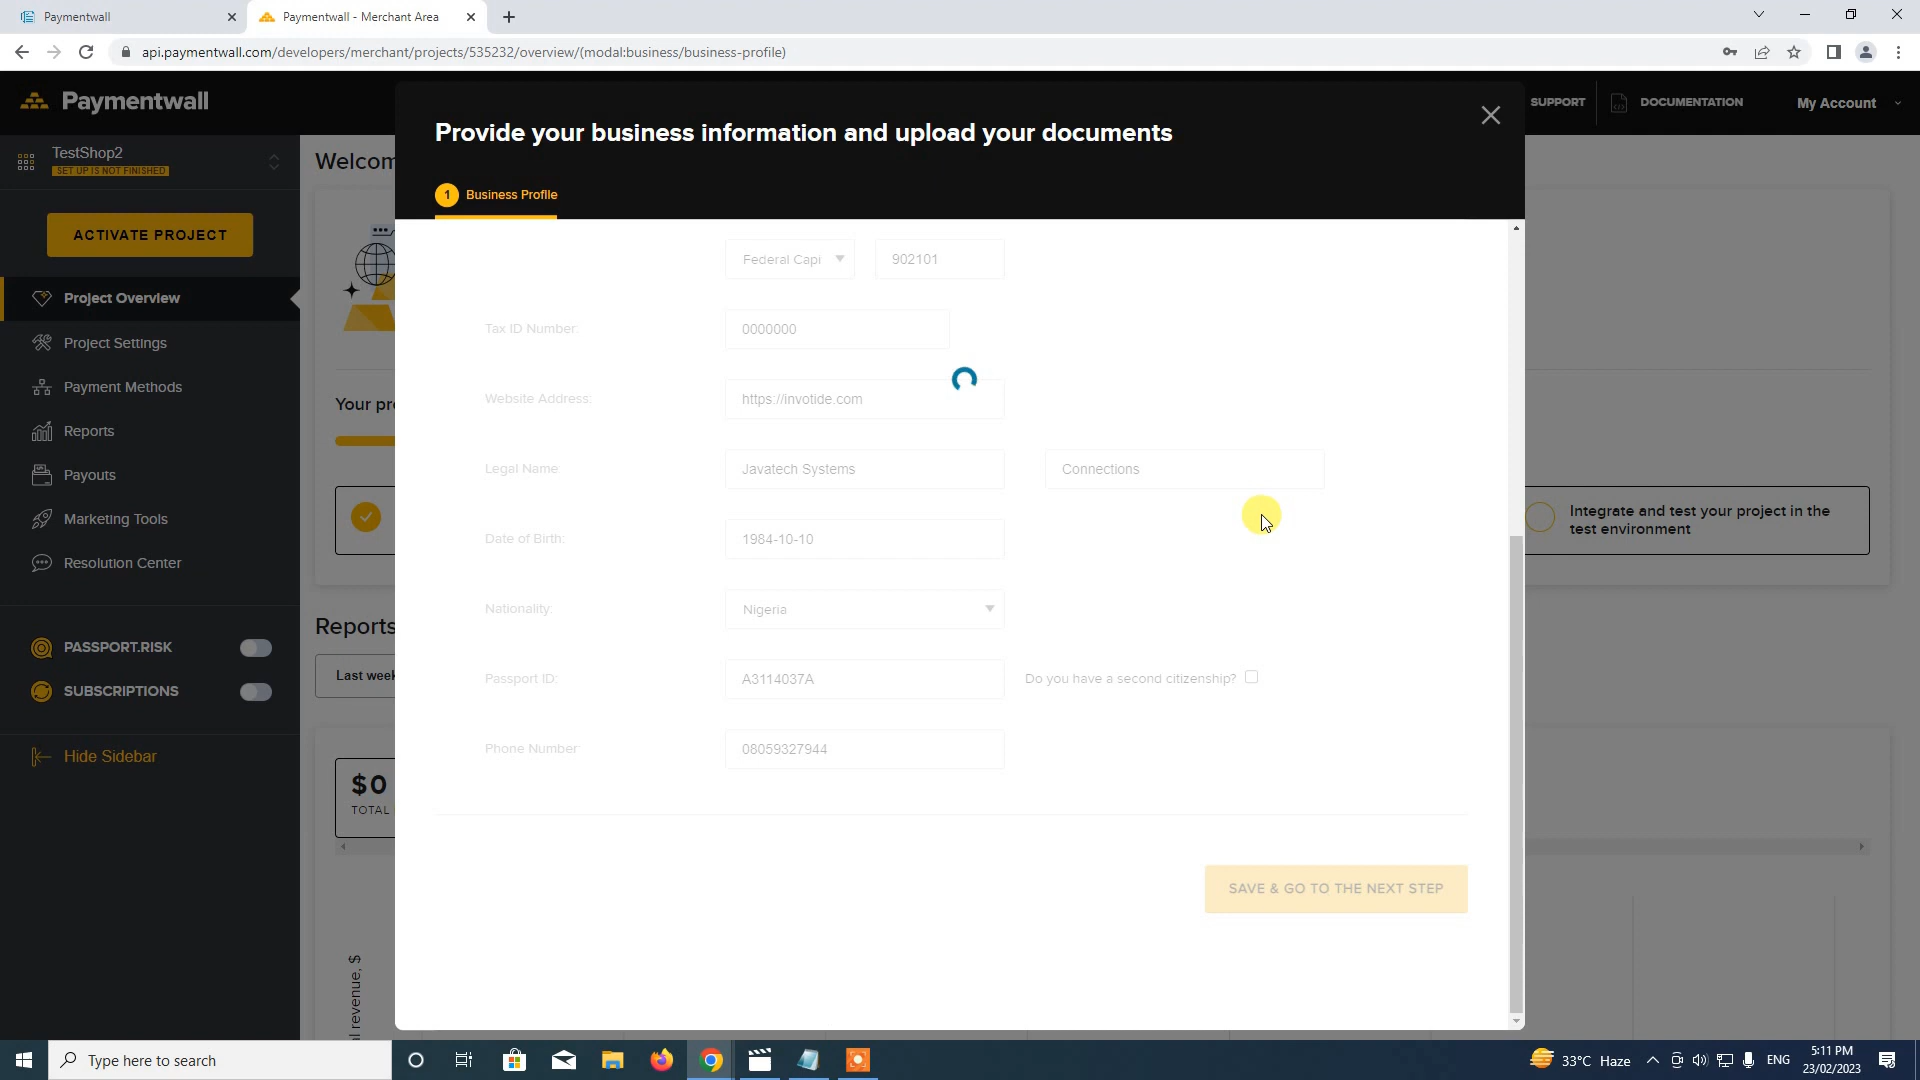 Paymentwall
Paymentwall - Merchant Area
api.paymentwall.com/developers/merchant/projects/535232/overview/(modal:business/business-profile)
Paymentwall
SUPPORT
DOCUMENTATION
My Account
Provide your business information and upload your documents
1 Business Profile
TestShop2
SET UP IS NOT FINISHED
ACTIVATE PROJECT
Project Overview
Project Settings
Payment Methods
Reports
Payouts
Marketing Tools
Resolution Center
PASSPORT.RISK
SUBSCRIPTIONS
Hide Sidebar
Welcom
Your pr
Reports
Last week
$0
TOTAL
l revenue, $
Federal Capi
902101
Tax ID Number:
0000000
Website Address:
https://invotide.com
Legal Name:
Javatech Systems
Connections
Date of Birth:
1984-10-10
Nationality:
Nigeria
Passport ID:
A3114037A
Do you have a second citizenship?
Phone Number
08059327944
SAVE & GO TO THE NEXT STEP
Integrate and test your project in the
test environment
Type here to search
33°C Haze
ENG
5:11 PM
23/02/2023